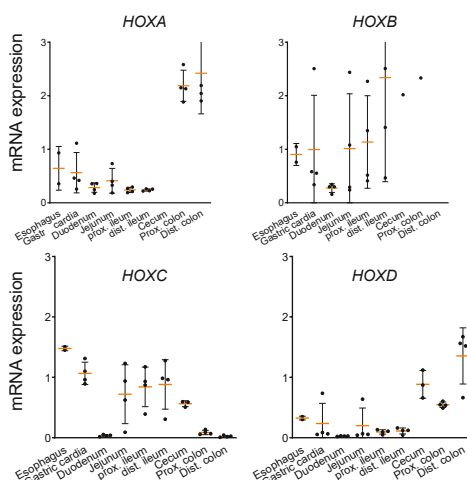 HOXA
HOXB
mRNA expression
3
2
1
0
Esophagus
Gastr. cardia
Duodenum
Jejunum
Prox. ileum
dist. ileum
Cecum
Prox. colon
Dist. colon
3
2
1
0
Esophagus
Gastric cardia
Duodenum
Jejunum
Prox. ileum
dist. ileum
Cecum
Prox. colon
Dist. colon
HOXC
HOXD
mRNA expression
3
2
1
0
Esophagus
Gastric cardia
Duodenum
Jejunum
prox. ileum
dist. ileum
Cecum
Prox. colon
Dist. colon
3
2
1
0
Esophagus
Gastric cardia
Duodenum
Jejunum
prox. ileum
dist. ileum
Cecum
Prox. colon
Dist. colon